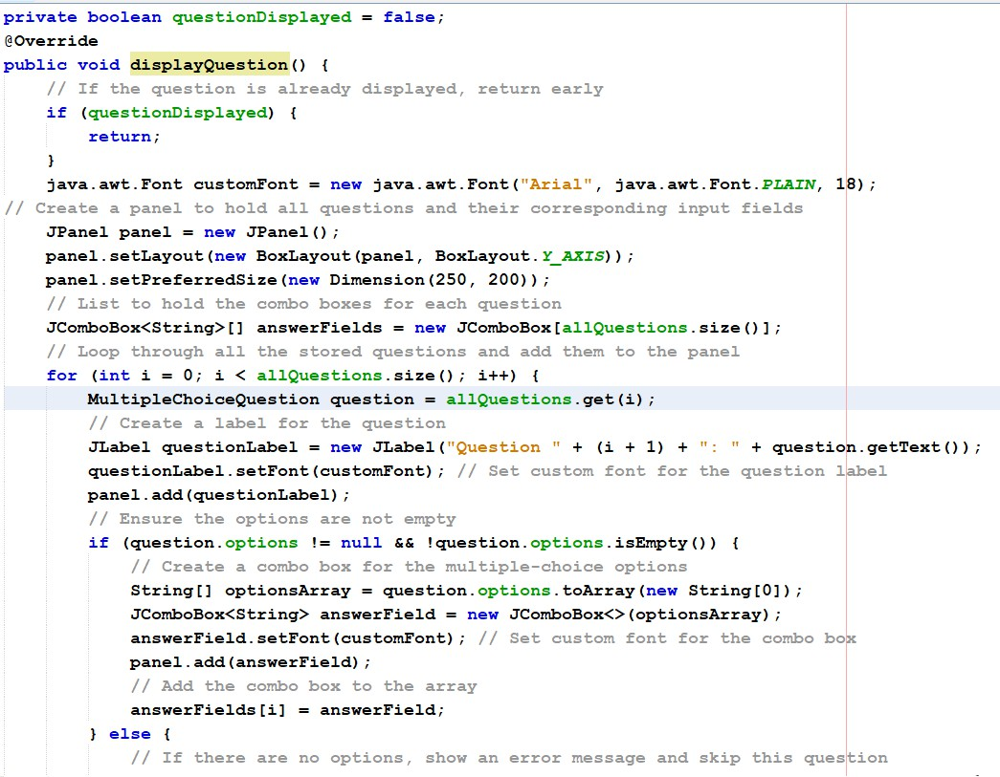 private boolean questionDisplayed = false;
@Override
public void displayQuestion() {
    // If the question is already displayed, return early
    if (questionDisplayed) {
        return;
    }
    java.awt.Font customFont = new java.awt.Font("Arial", java.awt.Font.PLAIN, 18);
// Create a panel to hold all questions and their corresponding input fields
    JPanel panel = new JPanel();
    panel.setLayout(new BoxLayout(panel, BoxLayout.Y_AXIS));
    panel.setPreferredSize(new Dimension(250, 200));
    // List to hold the combo boxes for each question
    JComboBox<String>[] answerFields = new JComboBox[allQuestions.size()];
    // Loop through all the stored questions and add them to the panel
    for (int i = 0; i < allQuestions.size(); i++) {
        MultipleChoiceQuestion question = allQuestions.get(i);
        // Create a label for the question
        JLabel questionLabel = new JLabel("Question " + (i + 1) + ": " + question.getText());
        questionLabel.setFont(customFont); // Set custom font for the question label
        panel.add(questionLabel);
        // Ensure the options are not empty
        if (question.options != null && !question.options.isEmpty()) {
            // Create a combo box for the multiple-choice options
            String[] optionsArray = question.options.toArray(new String[0]);
            JComboBox<String> answerField = new JComboBox<>(optionsArray);
            answerField.setFont(customFont); // Set custom font for the combo box
            panel.add(answerField);
            // Add the combo box to the array
            answerFields[i] = answerField;
        } else {
            // If there are no options, show an error message and skip this question